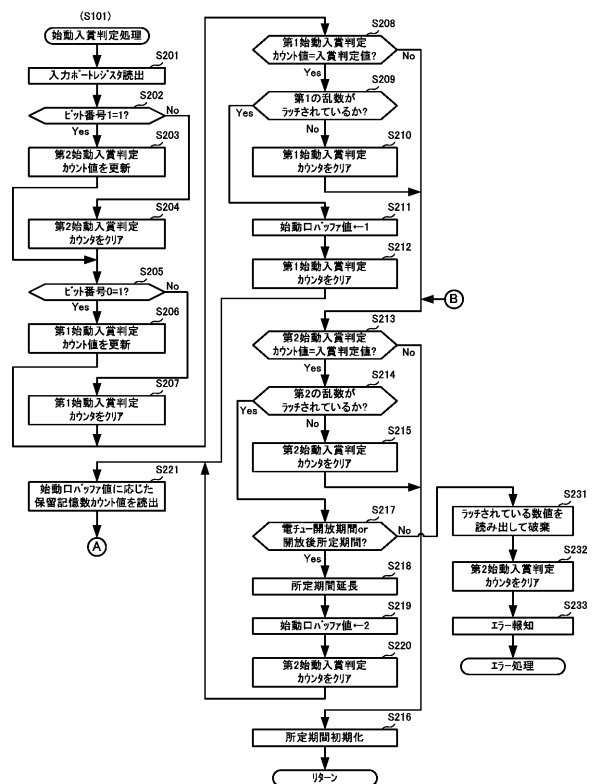 (S101)
始動入賞判定処理
S201
入力ポートレジスタ読出
S202
ビット番号1=1?
No
Yes
S203
第2始動入賞判定
カウント値を更新
S204
第2始動入賞判定
カウンタをクリア
S205
ビット番号0=1?
No
Yes
S206
第1始動入賞判定
カウント値を更新
S207
第1始動入賞判定
カウンタをクリア
S221
始動口バッファ値に応じた
保留記憶数カウント値を読出
A
S208
第1始動入賞判定
カウント値=入賞判定値?
No
Yes
S209
第1の乱数が
ラッチされているか?
Yes
No
S210
第1始動入賞判定
カウンタをクリア
S211
始動口バッファ値←1
S212
第1始動入賞判定
カウンタをクリア
B
S213
第2始動入賞判定
カウント値=入賞判定値?
No
Yes
S214
第2の乱数が
ラッチされているか?
Yes
No
S215
第2始動入賞判定
カウンタをクリア
S217
電チュー開放期間or
開放後所定期間?
No
Yes
S218
所定期間延長
S219
始動口バッファ値←2
S220
第2始動入賞判定
カウンタをクリア
S216
所定期間初期化
リターン
S231
ラッチされている数値を
読み出して破棄
S232
第2始動入賞判定
カウンタをクリア
S233
エラー報知
エラー処理